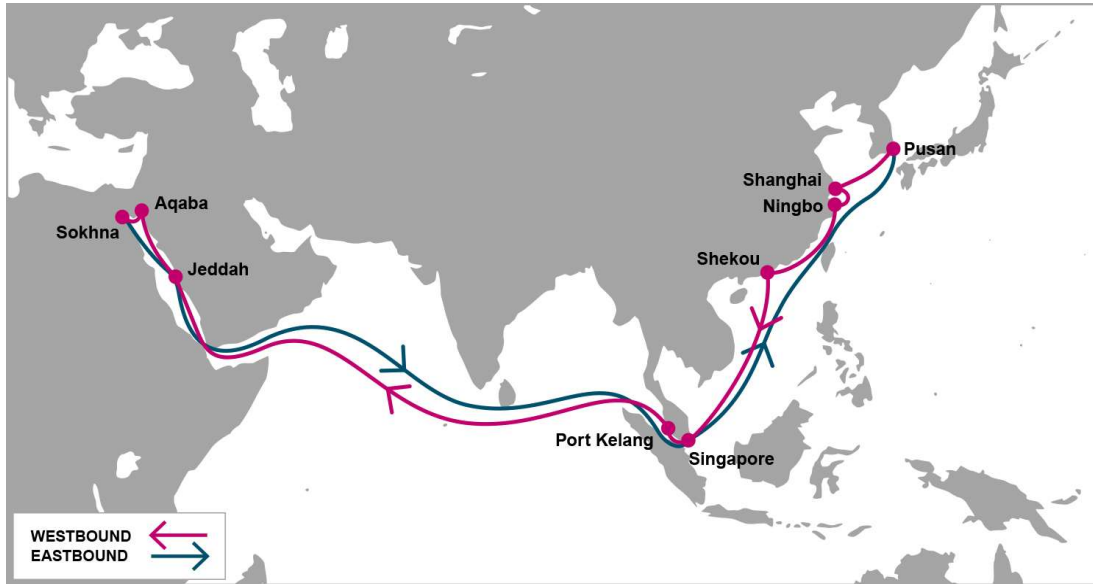 Pusan
Shanghai
Ningbo
Aqaba
Sokhna
Shekou
Jeddah
Port Kelang
Singapore
WESTBOUND
EASTBOUND